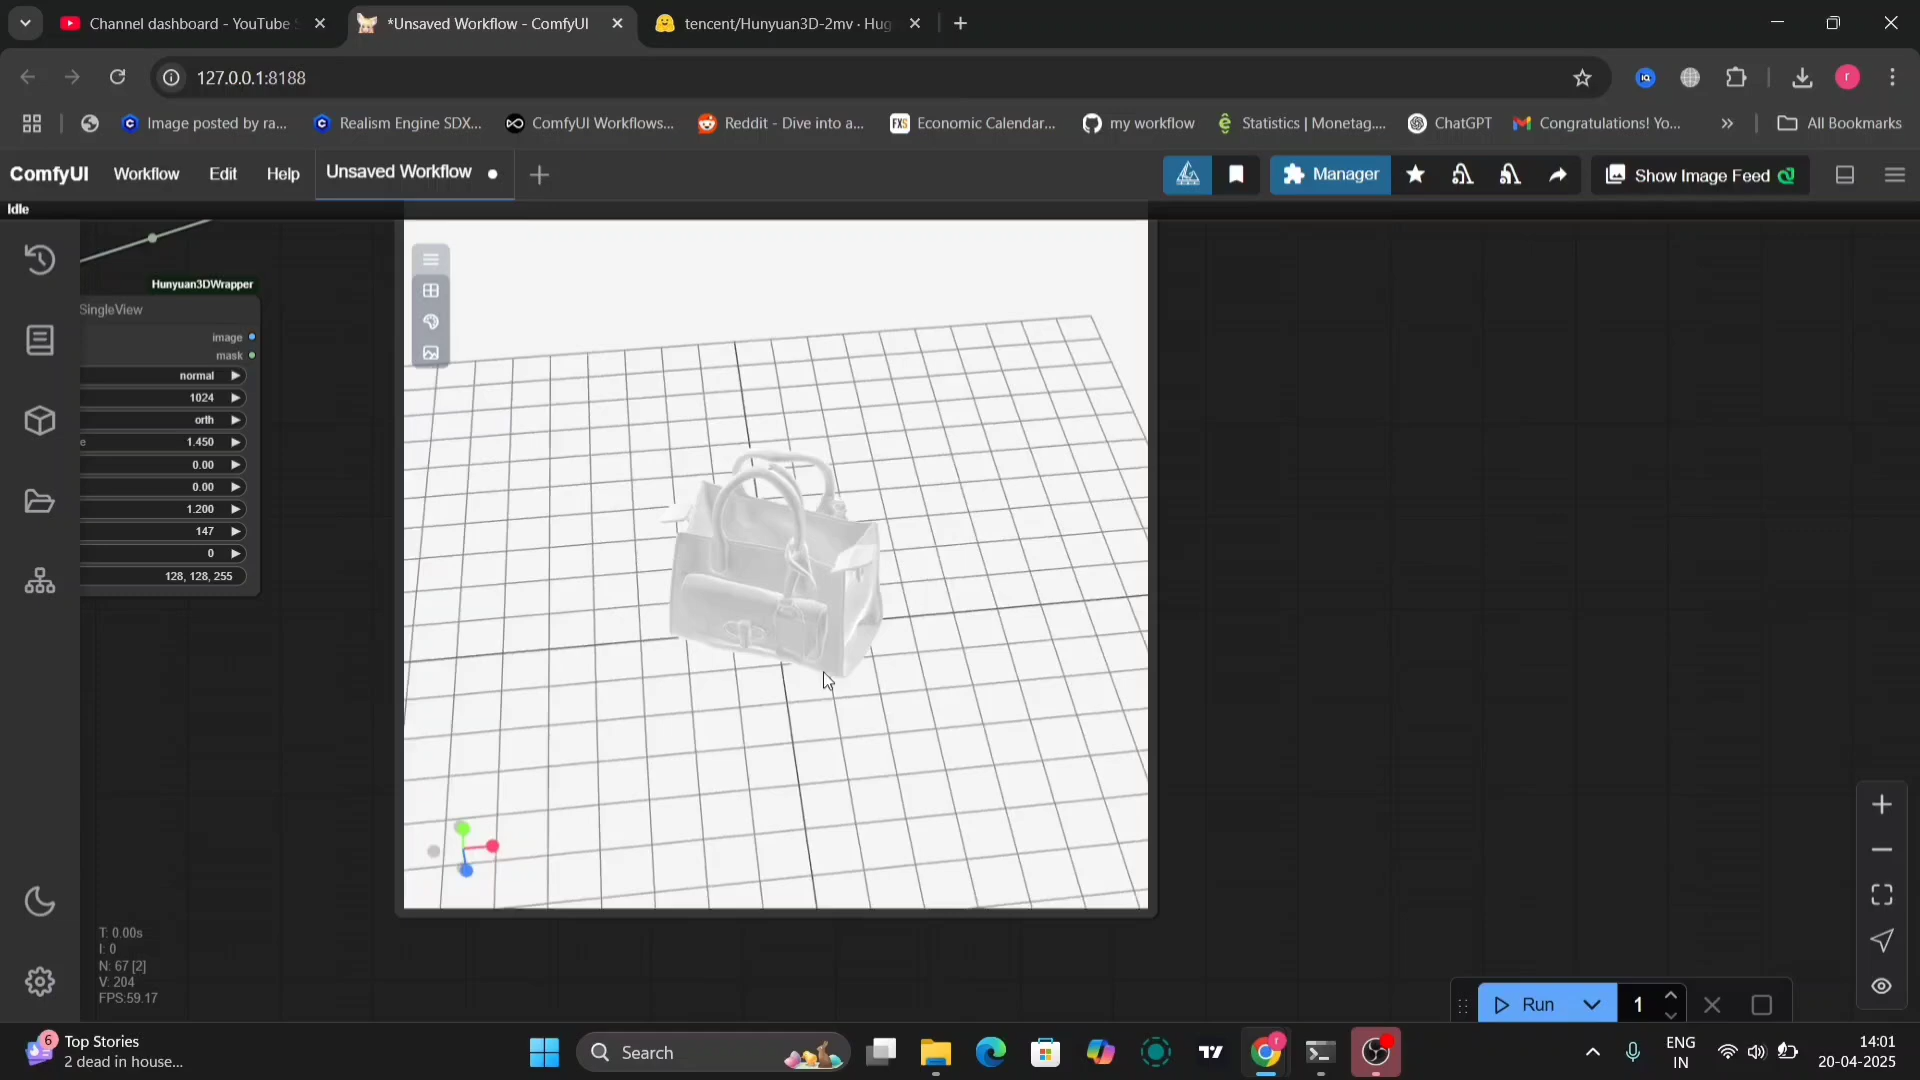 Channel dashboard - YouTube S
*Unsaved Workflow - ComfyUI
tencent/Hunyuan3D-2mv · Hug
127.0.0.1:8188
r
Image posted by ra...
Realism Engine SDX...
ComfyUI Workflows...
Reddit - Dive into a...
FXS
Economic Calendar...
my workflow
Statistics | Monetag....
ChatGPT
Congratulations! Yo...
All Bookmarks
ComfyUI
Workflow
Edit
Help
Unsaved Workflow
Manager
Show Image Feed
Idle
Hunyuan3DWrapper
SingleView
image
mask
normal
1024
orth
e 1.450
0.00
0.00
1.200
147
0
128, 128, 255
T: 0.00s
I: 0
N: 67 [2]
V: 204
FPS:59.17
Run
1
6
Top Stories
2 dead in house...
Search
ENG
IN
14:01
20-04-2025